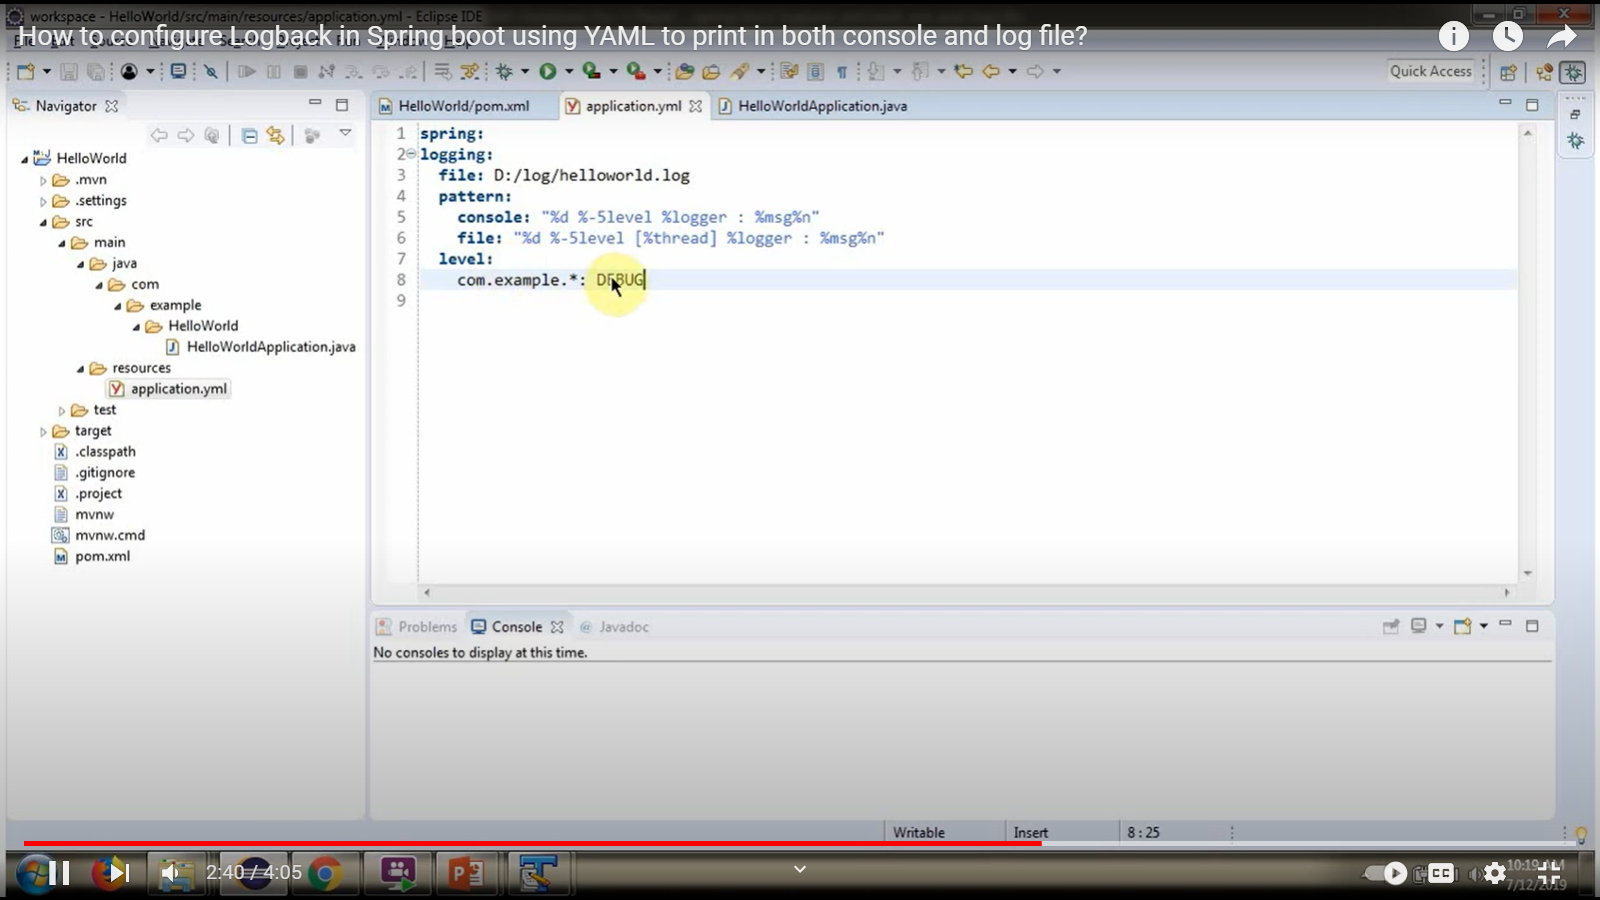 workspace - HelloWorld/src/main/resources/application.yml - Eclipse IDE
How to configure Logback in Spring boot using YAML to print in both console and log file?
Quick Access
Navigator
HelloWorld/pom.xml
application.yml
HelloWorldApplication.java
HelloWorld
.mvn
.settings
src
main
java
com
example
HelloWorld
HelloWorldApplication.java
resources
application.yml
test
target
.classpath
.gitignore
.project
mvnw
mvnw.cmd
pom.xml
1 spring:
2 logging:
3 file: D:/log/helloworld.log
4 pattern:
5 console: "%d %-5level %logger : %msg%n"
6 file: "%d %-5level [%thread] %logger : %msg%n"
7 level:
8 com.example.*: DEBUG
9
Problems
Console
Javadoc
No consoles to display at this time.
Writable
Insert
8 : 25
2:40 / 4:05
CC
10:19 AM
7/12/2019